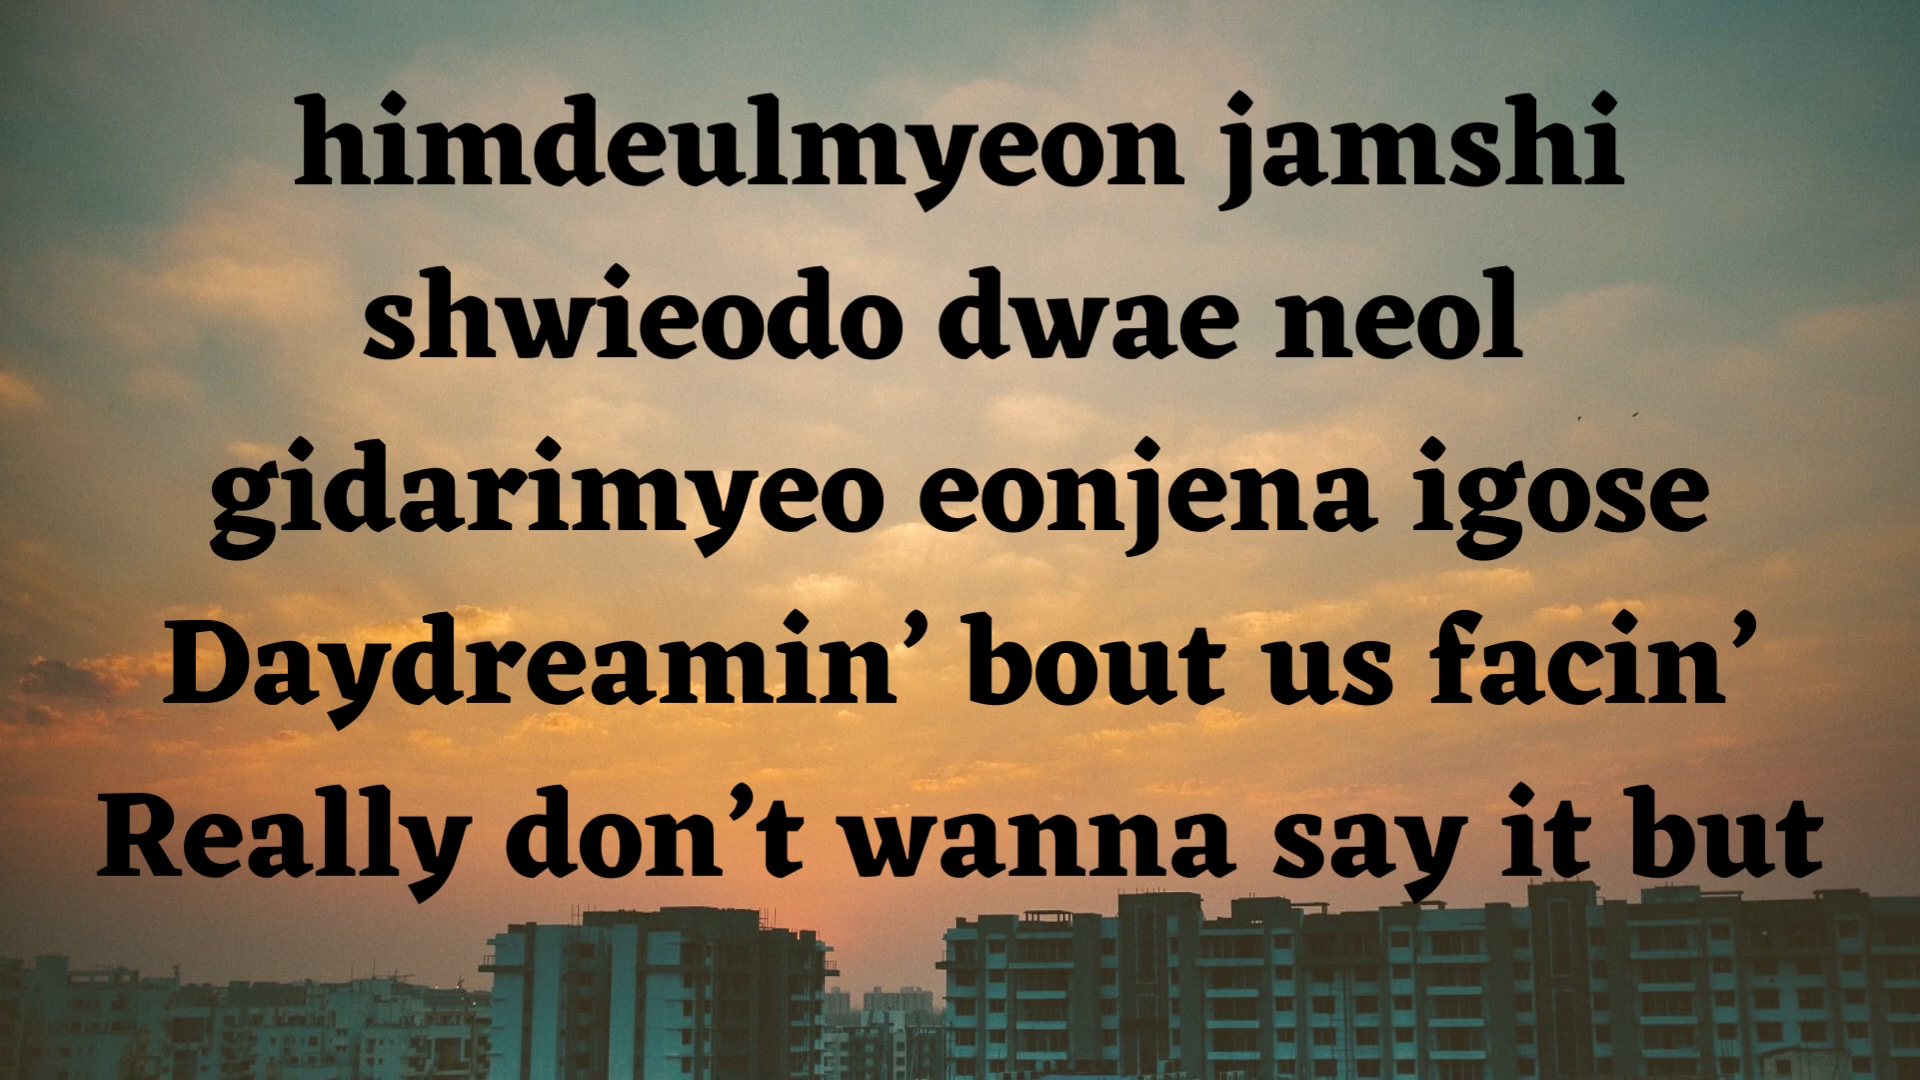 himdeulmyeon jamshi
shwieodo dwae neol
gidarimyeo eonjena igose
Daydreamin’ bout us facin’
Really don’t wanna say it but